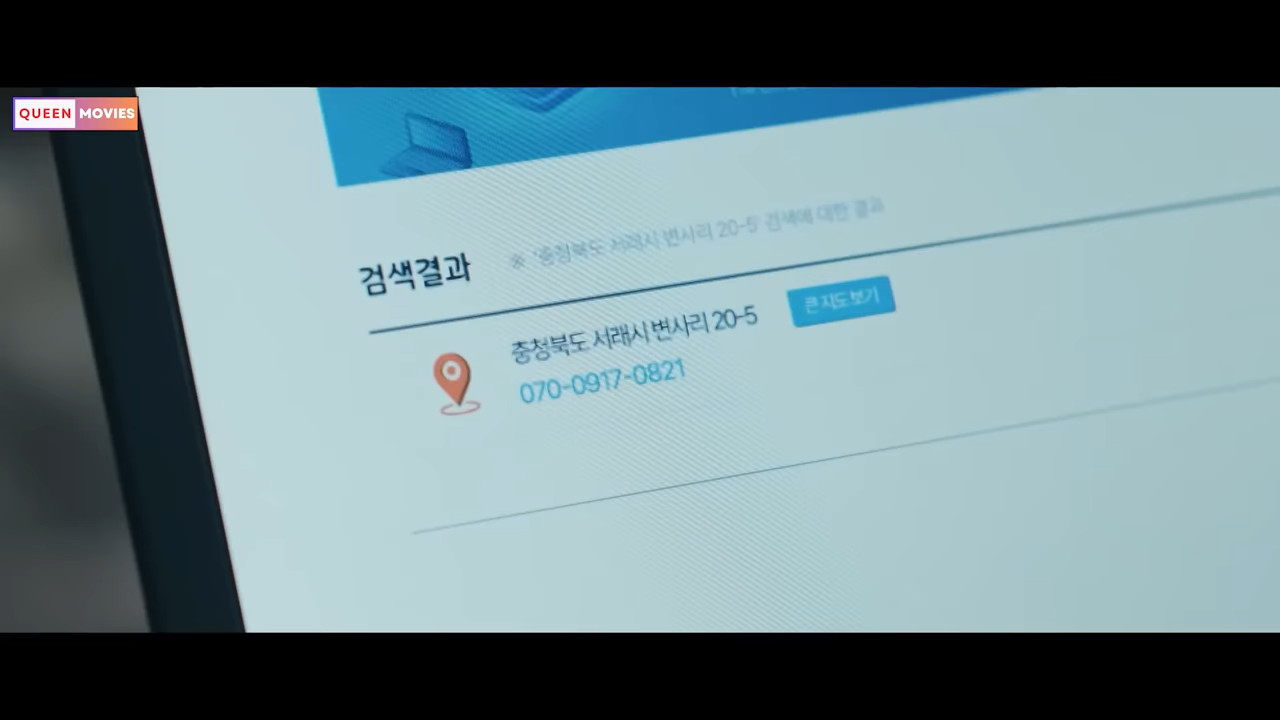 QUEEN MOVIES
검색결과
※ '충청북도 서래시 변사리 20-5' 검색에 대한 결과
충청북도 서래시 변사리 20-5
큰지도보기
070-0917-0821